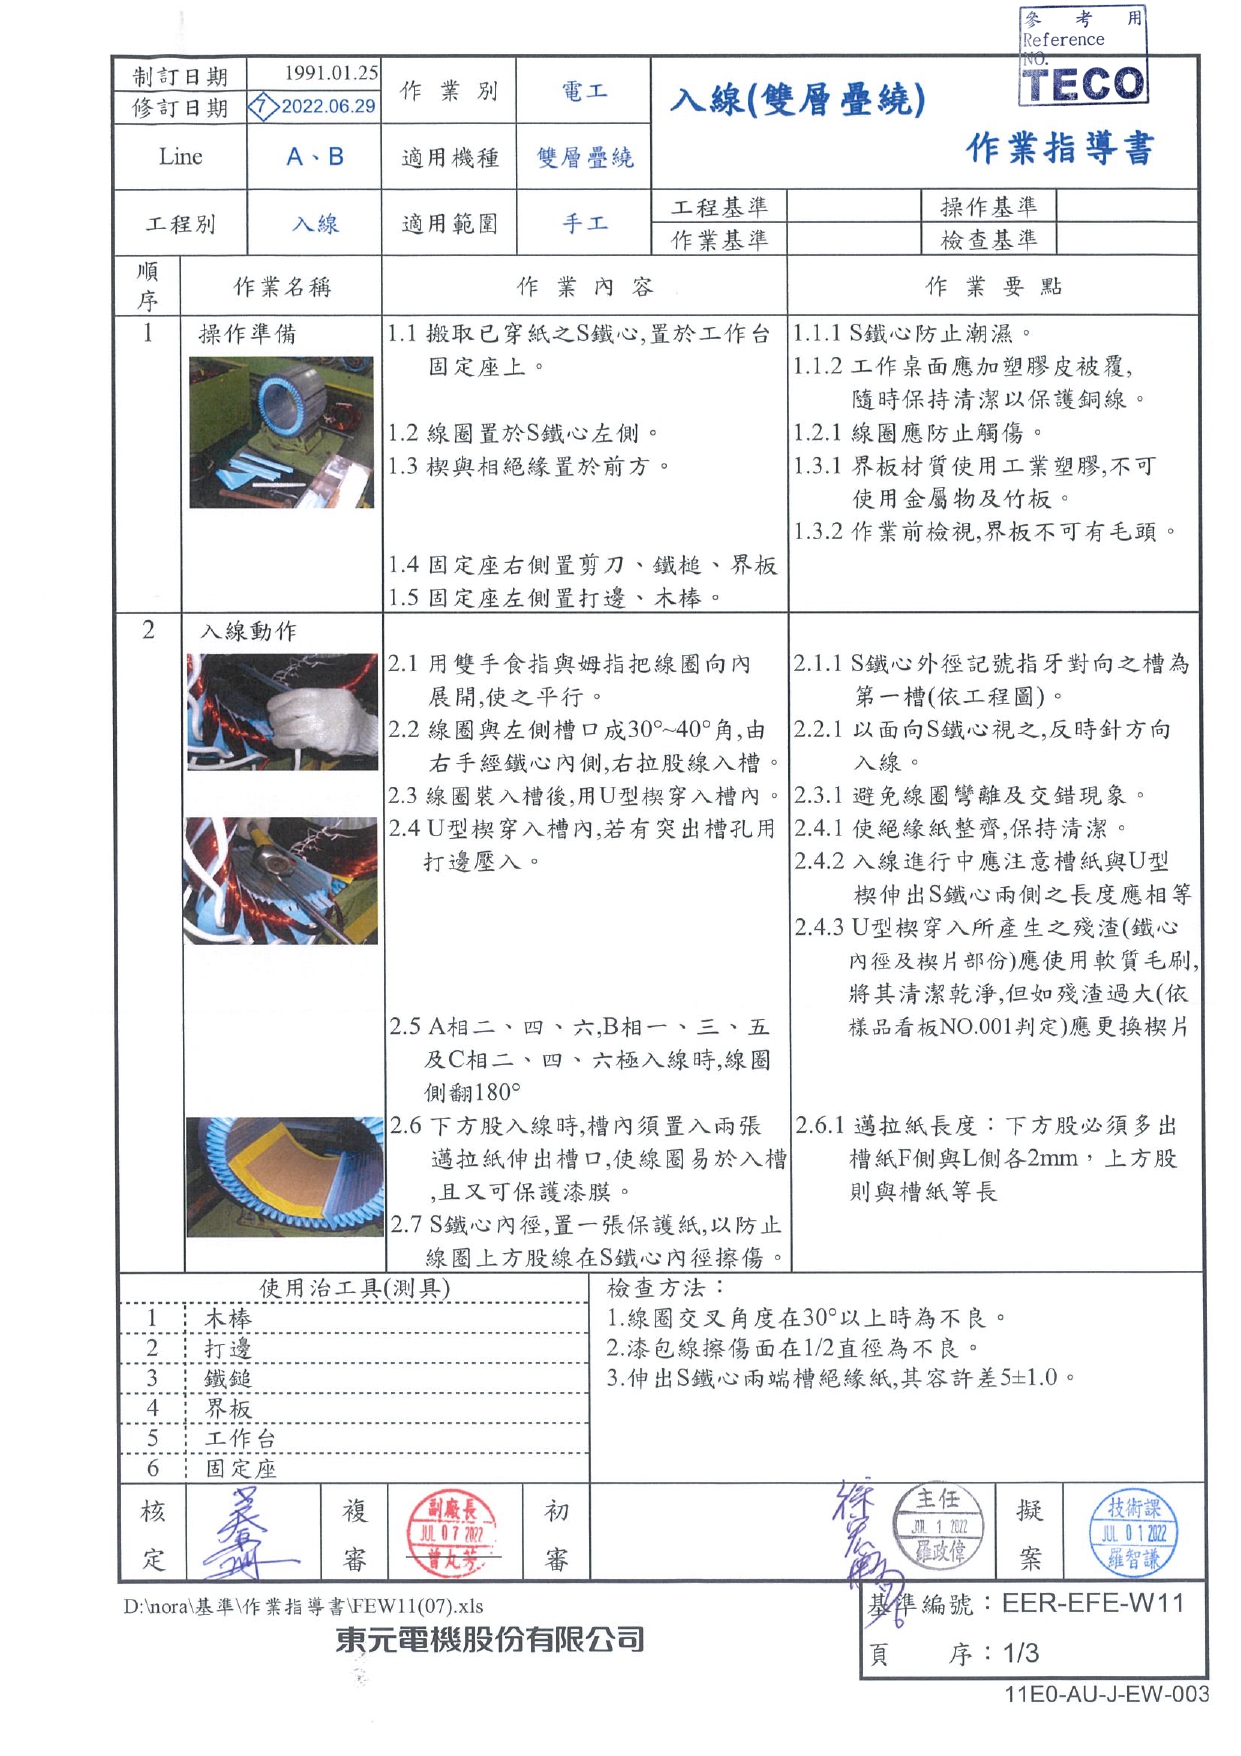 參考用
Reference
NO.
TECO
制訂日期 1991.01.25 作業別 電工
入線(雙層疊繞)
作業指導書
修訂日期 7 2022.06.29
Line A、B 適用機種 雙層疊繞
工程別 入線 適用範圍 手工
工程基準 操作基準
作業基準 檢查基準
順序 作業名稱 作業內容 作業要點
1 操作準備
1.1 搬取已穿紙之S鐵心,置於工作台
固定座上。
1.2 線圈置於S鐵心左側。
1.3 楔與相絕緣置於前方。
1.4 固定座右側置剪刀、鐵槌、界板
1.5 固定座左側置打邊、木棒。
1.1.1 S鐵心防止潮濕。
1.1.2 工作桌面應加塑膠皮被覆,
隨時保持清潔以保護銅線。
1.2.1 線圈應防止觸傷。
1.3.1 界板材質使用工業塑膠,不可
使用金屬物及竹板。
1.3.2 作業前檢視,界板不可有毛頭。
2 入線動作
2.1 用雙手食指與姆指把線圈向內
展開,使之平行。
2.2 線圈與左側槽口成30°~40°角,由
右手經鐵心內側,右拉股線入槽。
2.3 線圈裝入槽後,用U型楔穿入槽內。
2.4 U型楔穿入槽內,若有突出槽孔用
打邊壓入。
2.5 A相二、四、六,B相一、三、五
及C相二、四、六極入線時,線圈
側翻180°
2.6 下方股入線時,槽內須置入兩張
邁拉紙伸出槽口,使線圈易於入槽
,且又可保護漆膜。
2.7 S鐵心內徑,置一張保護紙,以防止
線圈上方股線在S鐵心內徑擦傷。
2.1.1 S鐵心外徑記號指牙對向之槽為
第一槽(依工程圖)。
2.2.1 以面向S鐵心視之,反時針方向
入線。
2.3.1 避免線圈彎離及交錯現象。
2.4.1 使絕緣紙整齊,保持清潔。
2.4.2 入線進行中應注意槽紙與U型
楔伸出S鐵心兩側之長度應相等
2.4.3 U型楔穿入所產生之殘渣(鐵心
內徑及楔片部份)應使用軟質毛刷,
將其清潔乾淨,但如殘渣過大(依
樣品看板NO.001判定)應更換楔片
2.6.1 邁拉紙長度：下方股必須多出
槽紙F側與L側各2mm，上方股
則與槽紙等長
使用治工具(測具)
1 木棒
2 打邊
3 鐵鎚
4 界板
5 工作台
6 固定座
檢查方法：
1.線圈交叉角度在30°以上時為不良。
2.漆包線擦傷面在1/2直徑為不良。
3.伸出S鐵心兩端槽絕緣紙,其容許差5±1.0。
核定
複審
副廠長
JUL 07 2022
初審
主任
JUL 1 2022
羅政偉
擬案
技術課
JUL 01 2022
羅智謙
D:\nora\基準\作業指導書\FEW11(07).xls
東元電機股份有限公司
基準編號：EER-EFE-W11
頁 序：1/3
11E0-AU-J-EW-003